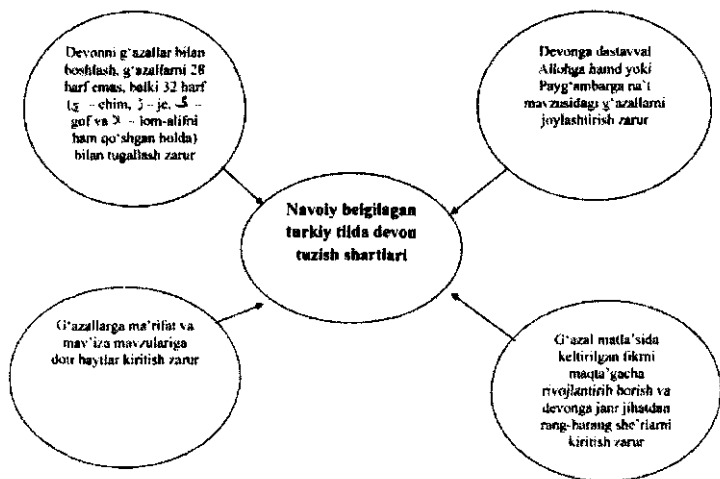 Devonni g‘azallar bilan
boshlash, g‘azallarni 28
harf emas, balki 32 harf
(چ – chim, ژ – je, گ –
gof va لا – lom-alifni
ham qo‘shgan holda)
bilan tugallash zarur
Devonga dastavval
Allohga hamd yoki
Payg‘ambarga na’t
mavzusidagi g‘azallarni
joylashtirish zarur
Navoiy belgilagan
turkiy tilda devon
tuzish shartlari
G‘azallarga ma’rifat va
mav’iza mavzulariga
doir baytlar kiritish zarur
G‘azal matla’sida
keltirilgan fikrni
maqta’gacha
rivojlantirib borish va
devonga janr jihatdan
rang-barang she’rlarni
kiritish zarur